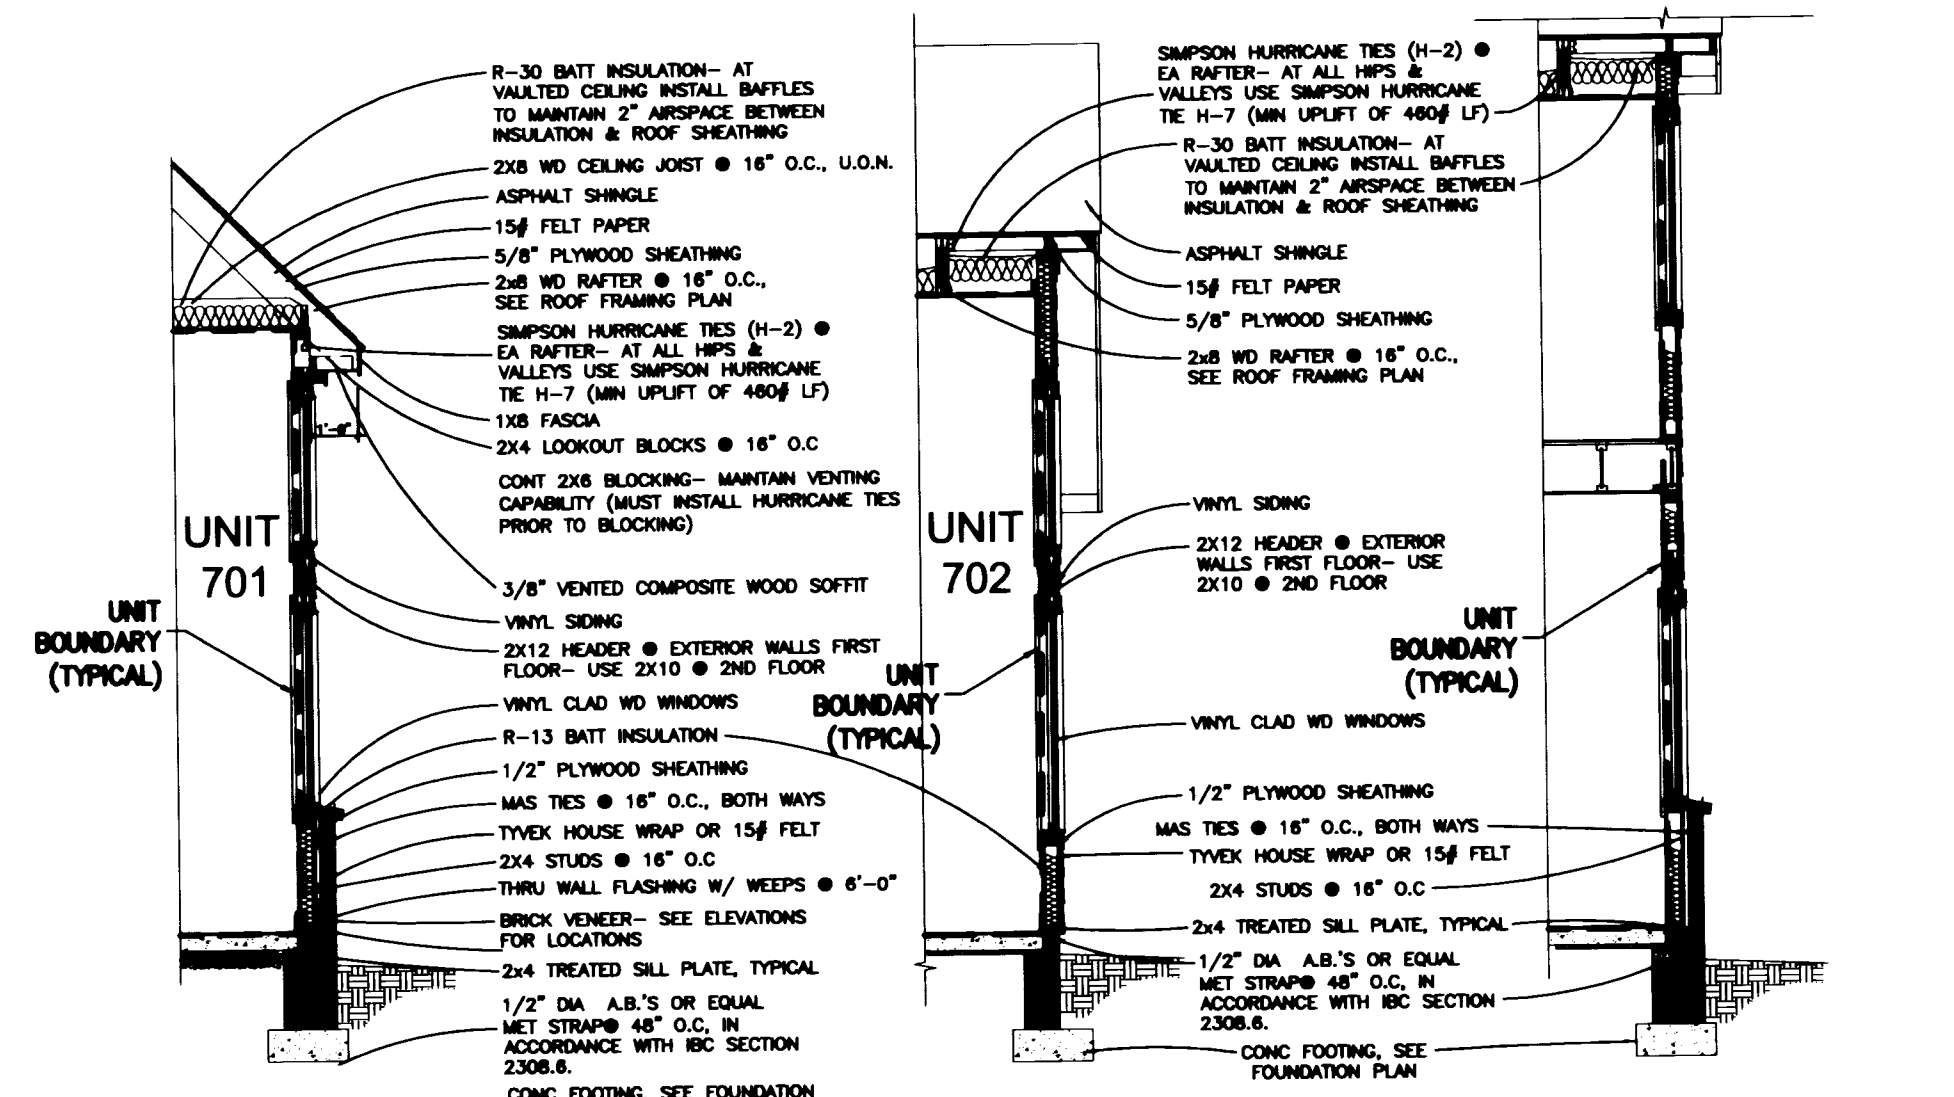 R-30 BATT INSULATION- AT
VAULTED CEILING INSTALL BAFFLES
TO MAINTAIN 2" AIRSPACE BETWEEN
INSULATION & ROOF SHEATHING
2X8 WD CEILING JOIST @ 16" O.C., U.O.N.
ASPHALT SHINGLE
15# FELT PAPER
5/8" PLYWOOD SHEATHING
2x8 WD RAFTER @ 16" O.C.,
SEE ROOF FRAMING PLAN
SIMPSON HURRICANE TIES (H-2) @
EA RAFTER- AT ALL HIPS &
VALLEYS USE SIMPSON HURRICANE
TIE H-7 (MIN UPLIFT OF 460# LF)
1X8 FASCIA
2X4 LOOKOUT BLOCKS @ 16" O.C
1'-0"
CONT 2X6 BLOCKING- MAINTAIN VENTING
CAPABILITY (MUST INSTALL HURRICANE TIES
PRIOR TO BLOCKING)
UNIT
701
3/8" VENTED COMPOSITE WOOD SOFFIT
UNIT
BOUNDARY
(TYPICAL)
VINYL SIDING
2X12 HEADER @ EXTERIOR WALLS FIRST
FLOOR- USE 2X10 @ 2ND FLOOR
VINYL CLAD WD WINDOWS
R-13 BATT INSULATION
1/2" PLYWOOD SHEATHING
MAS TIES @ 16" O.C., BOTH WAYS
TYVEK HOUSE WRAP OR 15# FELT
2X4 STUDS @ 16" O.C
THRU WALL FLASHING W/ WEEPS @ 6'-0"
BRICK VENEER- SEE ELEVATIONS
FOR LOCATIONS
2x4 TREATED SILL PLATE, TYPICAL
1/2" DIA A.B.'S OR EQUAL
MET STRAP@ 48" O.C, IN
ACCORDANCE WITH IBC SECTION
2308.6.
CONC FOOTING, SEE FOUNDATION
SIMPSON HURRICANE TIES (H-2) @
EA RAFTER- AT ALL HIPS &
VALLEYS USE SIMPSON HURRICANE
TIE H-7 (MIN UPLIFT OF 460# LF)
R-30 BATT INSULATION- AT
VAULTED CEILING INSTALL BAFFLES
TO MAINTAIN 2" AIRSPACE BETWEEN
INSULATION & ROOF SHEATHING
ASPHALT SHINGLE
15# FELT PAPER
5/8" PLYWOOD SHEATHING
2x8 WD RAFTER @ 16" O.C.,
SEE ROOF FRAMING PLAN
UNIT
702
VINYL SIDING
2X12 HEADER @ EXTERIOR
WALLS FIRST FLOOR- USE
2X10 @ 2ND FLOOR
UNIT
BOUNDARY
(TYPICAL)
UNIT
BOUNDARY
(TYPICAL)
VINYL CLAD WD WINDOWS
1/2" PLYWOOD SHEATHING
MAS TIES @ 16" O.C., BOTH WAYS
TYVEK HOUSE WRAP OR 15# FELT
2X4 STUDS @ 16" O.C
2x4 TREATED SILL PLATE, TYPICAL
1/2" DIA A.B.'S OR EQUAL
MET STRAP@ 48" O.C, IN
ACCORDANCE WITH IBC SECTION
2308.6.
CONC FOOTING, SEE
FOUNDATION PLAN